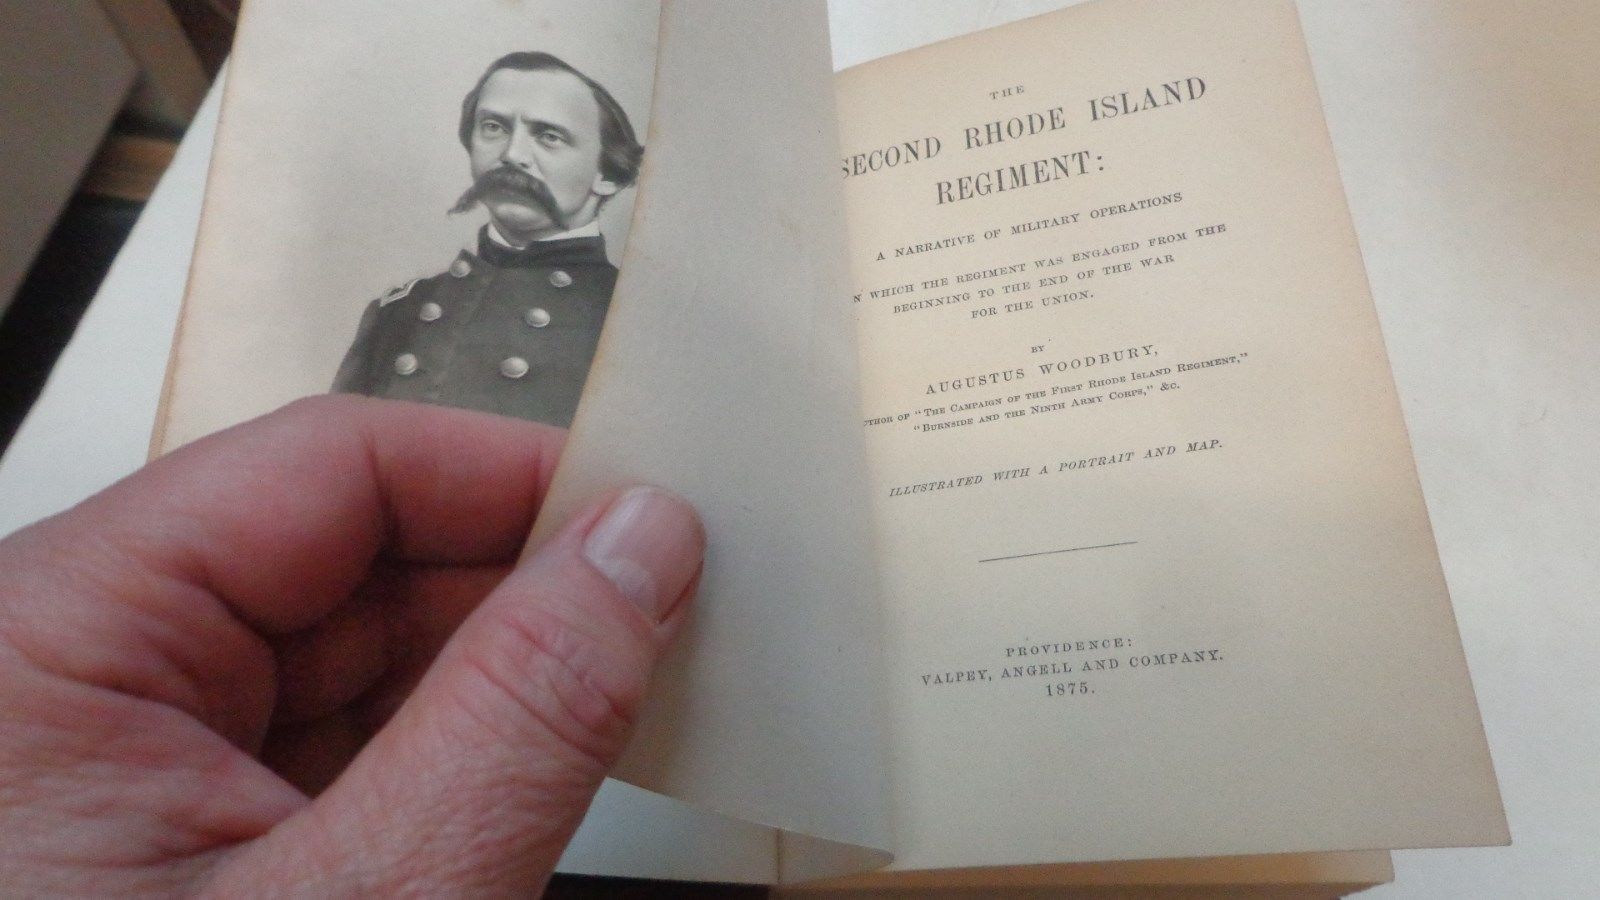 THE
SECOND RHODE ISLAND
REGIMENT:
A NARRATIVE OF MILITARY OPERATIONS
N WHICH THE REGIMENT WAS ENGAGED FROM THE
BEGINNING TO THE END OF THE WAR
FOR THE UNION.
BY
AUGUSTUS WOODBURY,
THOR OF "THE CAMPAIGN OF THE FIRST RHODE ISLAND REGIMENT,"
"BURNSIDE AND THE NINTH ARMY CORPS," &C.
ILLUSTRATED WITH A PORTRAIT AND MAP.
PROVIDENCE:
VALPEY, ANGELL AND COMPANY.
1875.